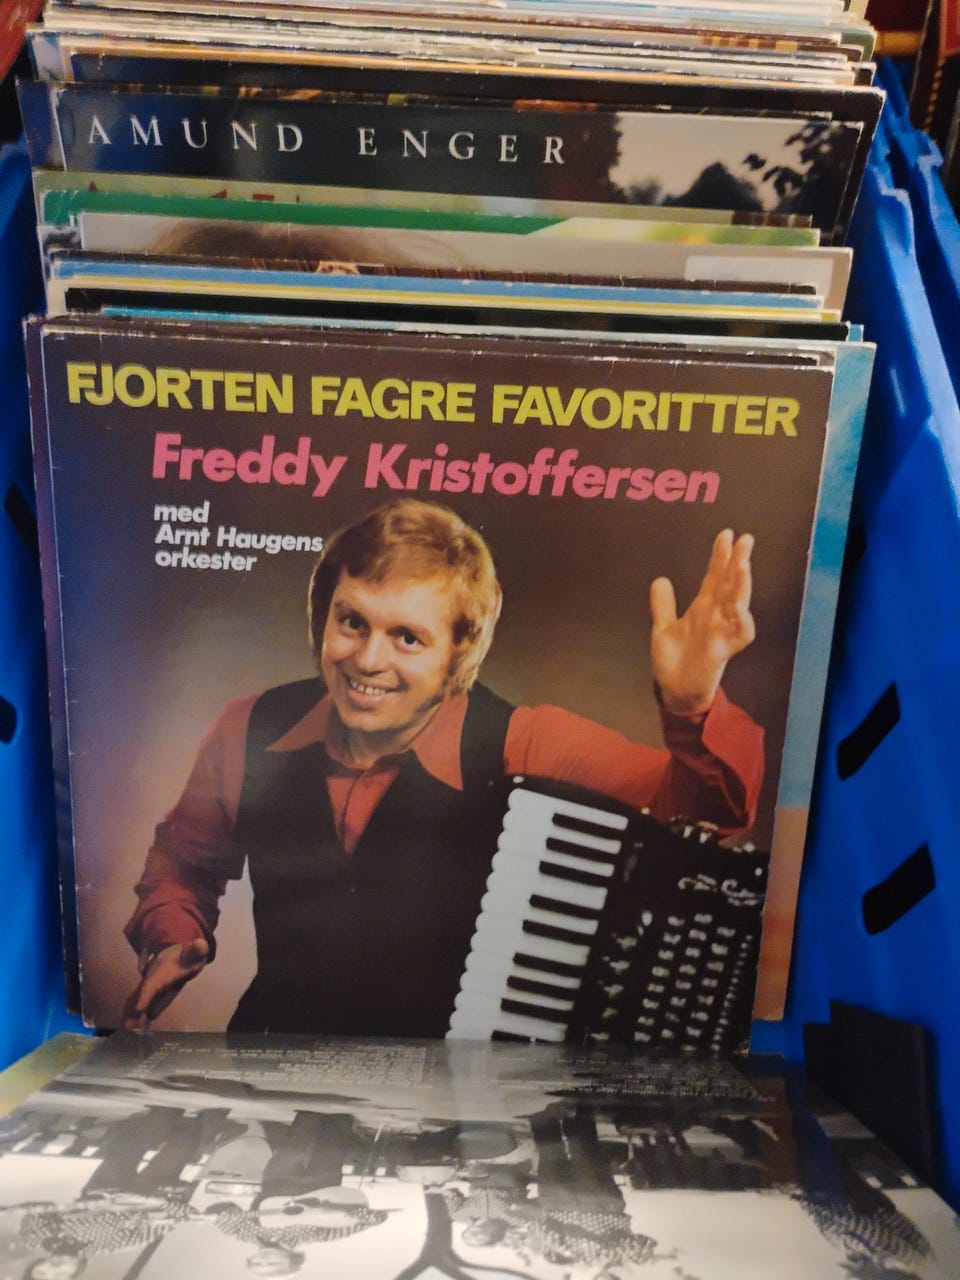 AMUND ENGER
FJORTEN FAGRE FAVORITTER
Freddy Kristoffersen
med
Arnt Haugens
orkester